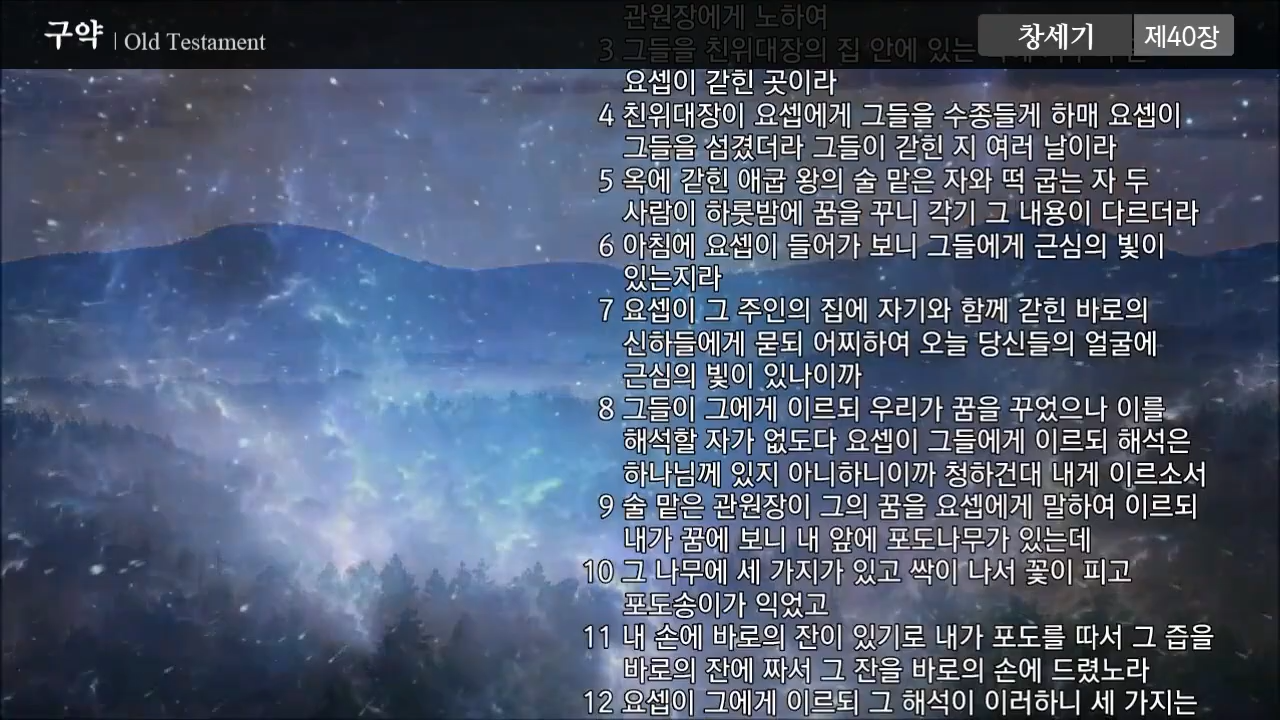 구약 | Old Testament
창세기 제40장
관원장에게 노하여
3 그들을 친위대장의 집 안에 있는
요셉이 갇힌 곳이라
4 친위대장이 요셉에게 그들을 수종들게 하매 요셉이
그들을 섬겼더라 그들이 갇힌 지 여러 날이라
5 옥에 갇힌 애굽 왕의 술 맡은 자와 떡 굽는 자 두
사람이 하룻밤에 꿈을 꾸니 각기 그 내용이 다르더라
6 아침에 요셉이 들어가 보니 그들에게 근심의 빛이
있는지라
7 요셉이 그 주인의 집에 자기와 함께 갇힌 바로의
신하들에게 묻되 어찌하여 오늘 당신들의 얼굴에
근심의 빛이 있나이까
8 그들이 그에게 이르되 우리가 꿈을 꾸었으나 이를
해석할 자가 없도다 요셉이 그들에게 이르되 해석은
하나님께 있지 아니하니이까 청하건대 내게 이르소서
9 술 맡은 관원장이 그의 꿈을 요셉에게 말하여 이르되
내가 꿈에 보니 내 앞에 포도나무가 있는데
10 그 나무에 세 가지가 있고 싹이 나서 꽃이 피고
포도송이가 익었고
11 내 손에 바로의 잔이 있기로 내가 포도를 따서 그 즙을
바로의 잔에 짜서 그 잔을 바로의 손에 드렸노라
12 요셉이 그에게 이르되 그 해석이 이러하니 세 가지는